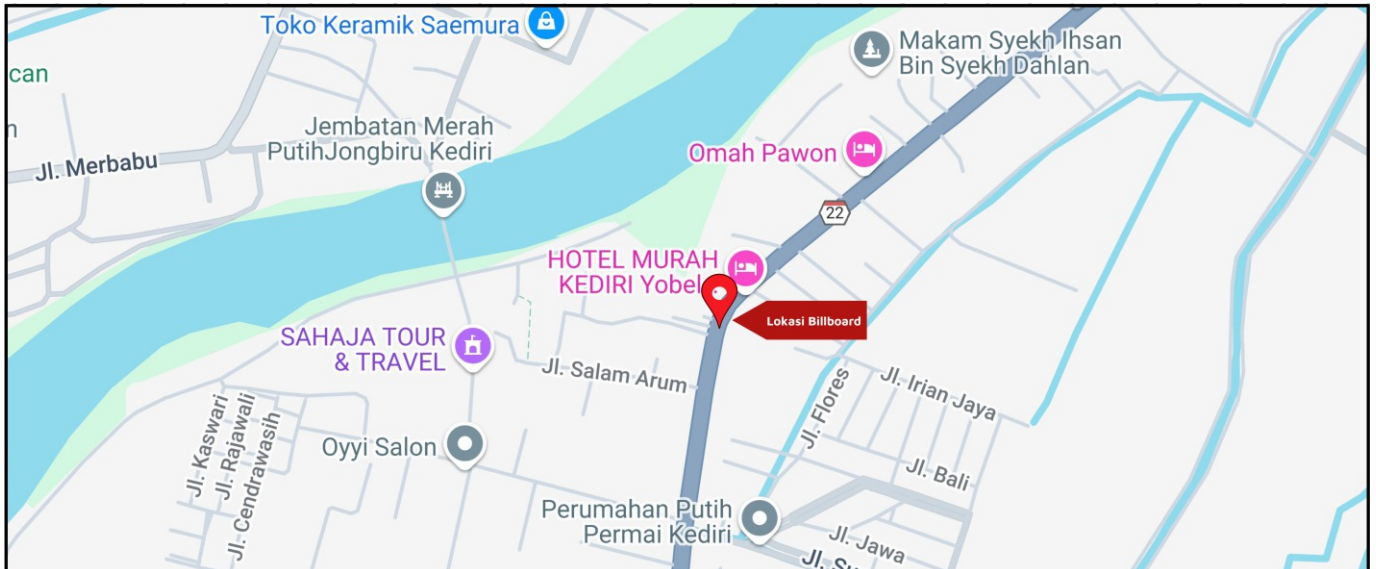 Toko Keramik Saemura
Makam Syekh Ihsan
Bin Syekh Dahlan
can
n
Jembatan Merah
PutihJongbiru Kediri
Jl. Merbabu
Omah Pawon
22
HOTEL MURAH
KEDIRI Yobel
Lokasi Billboard
SAHAJA TOUR
& TRAVEL
Jl. Salam Arum
Jl. Irian Jaya
Jl. Flores
Jl. Kaswari
Jl. Rajawali
Jl. Cendrawasih
Oyyi Salon
Jl. Bali
Perumahan Putih
Permai Kediri
Jl. Jawa